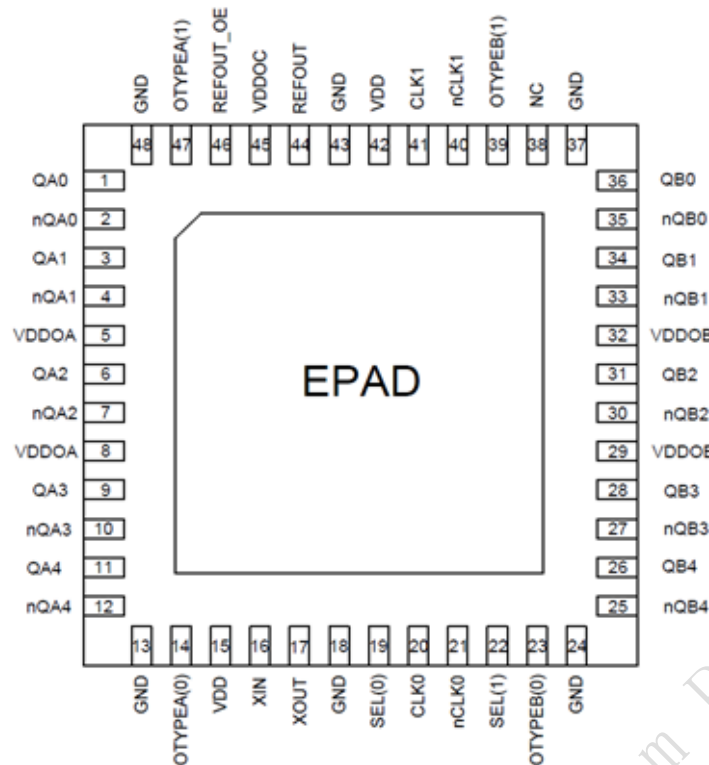 GND
OTYPEA(1)
REFOUT_OE
VDDOC
REFOUT
GND
VDD
CLK1
nCLK1
OTYPEB(1)
NC
GND
48
47
46
45
44
43
42
41
40
39
38
37
QA0 1
nQA0 2
QA1 3
nQA1 4
VDDOA 5
QA2 6
nQA2 7
VDDOA 8
QA3 9
nQA3 10
QA4 11
nQA4 12
EPAD
36 QB0
35 nQB0
34 QB1
33 nQB1
32 VDDOB
31 QB2
30 nQB2
29 VDDOB
28 QB3
27 nQB3
26 QB4
25 nQB4
13
14
15
16
17
18
19
20
21
22
23
24
GND
OTYPEA(0)
VDD
XIN
XOUT
GND
SEL(0)
CLK0
nCLK0
SEL(1)
OTYPEB(0)
GND